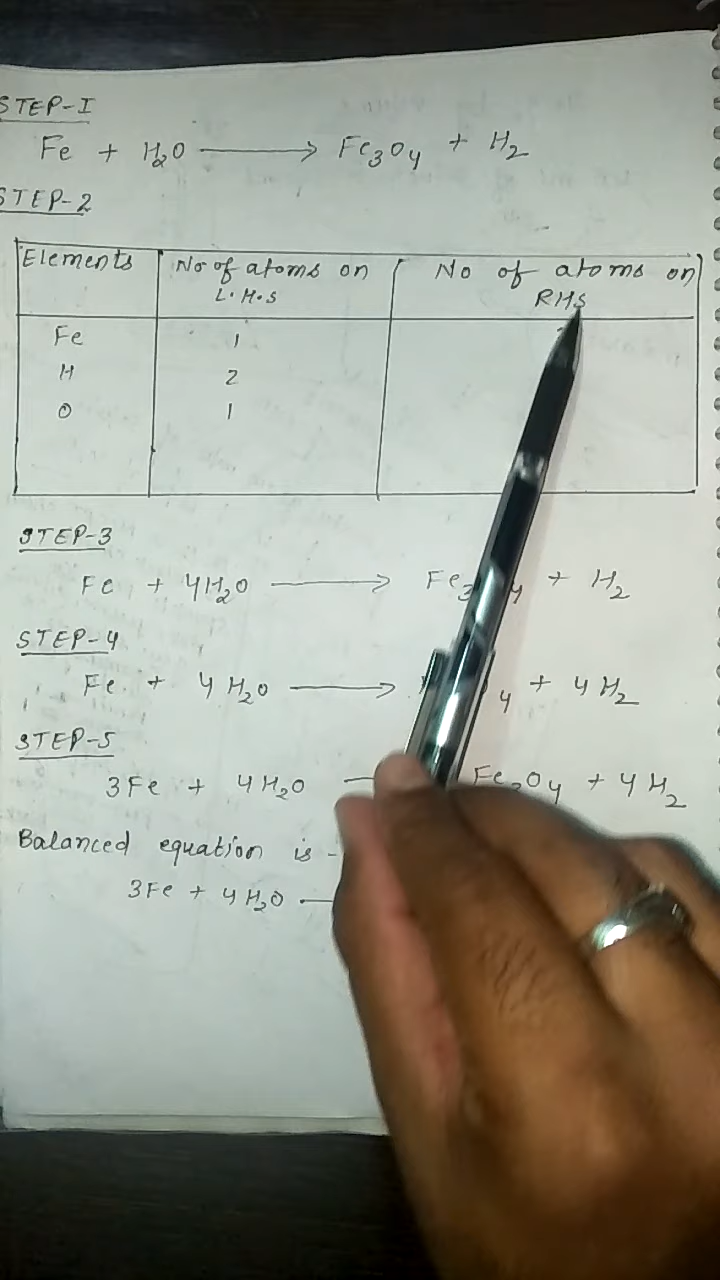 STEP-I
Fe + H2O ⟶ Fe3O4 + H2
STEP-2
Elements No of atoms on L.H.S No of atoms on RHS
Fe 1
H 2
O 1
STEP-3
Fe + 4H2O ⟶ Fe3 4 + H2
STEP-4
Fe + 4H2O ⟶ 4 + 4H2
STEP-5
3Fe + 4H2O Fe3O4 + 4H2
Balanced equation is -
3Fe + 4H2O